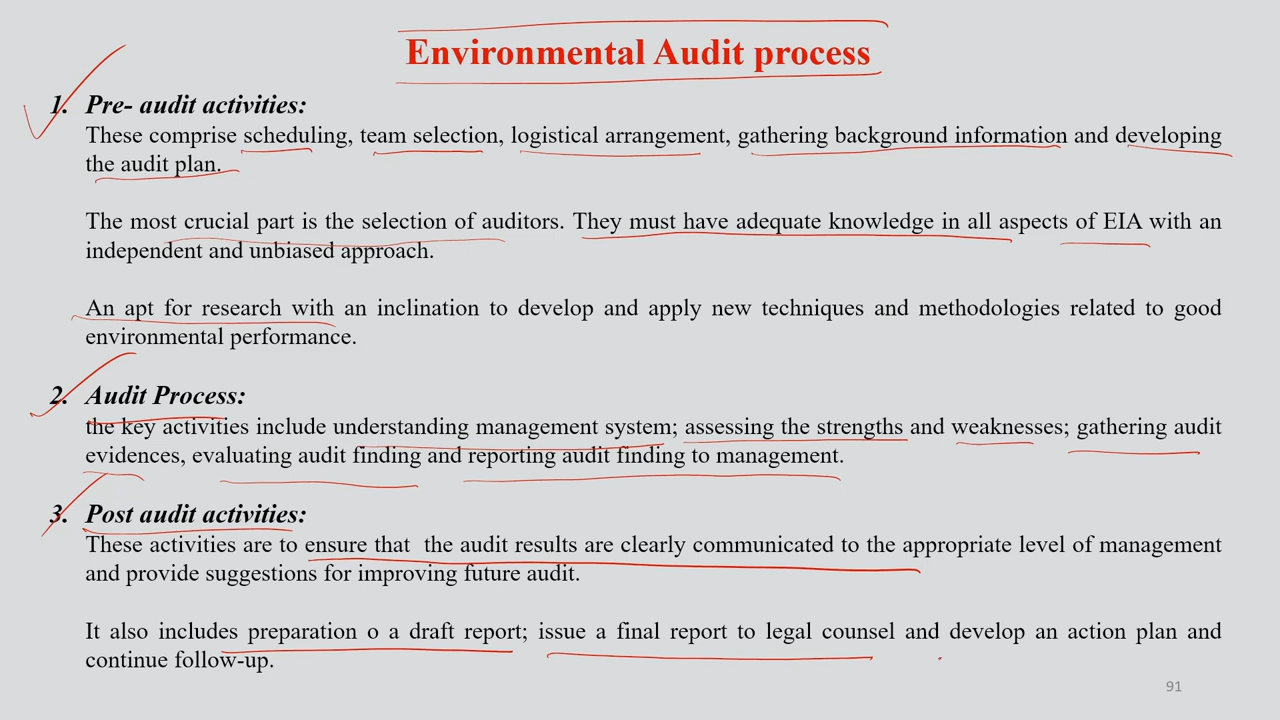 Environmental Audit process
1. Pre- audit activities:
These comprise scheduling, team selection, logistical arrangement, gathering background information and developing
the audit plan.
The most crucial part is the selection of auditors. They must have adequate knowledge in all aspects of EIA with an
independent and unbiased approach.
An apt for research with an inclination to develop and apply new techniques and methodologies related to good
environmental performance.
2. Audit Process:
the key activities include understanding management system; assessing the strengths and weaknesses; gathering audit
evidences, evaluating audit finding and reporting audit finding to management.
3. Post audit activities:
These activities are to ensure that the audit results are clearly communicated to the appropriate level of management
and provide suggestions for improving future audit.
It also includes preparation o a draft report; issue a final report to legal counsel and develop an action plan and
continue follow-up.
91